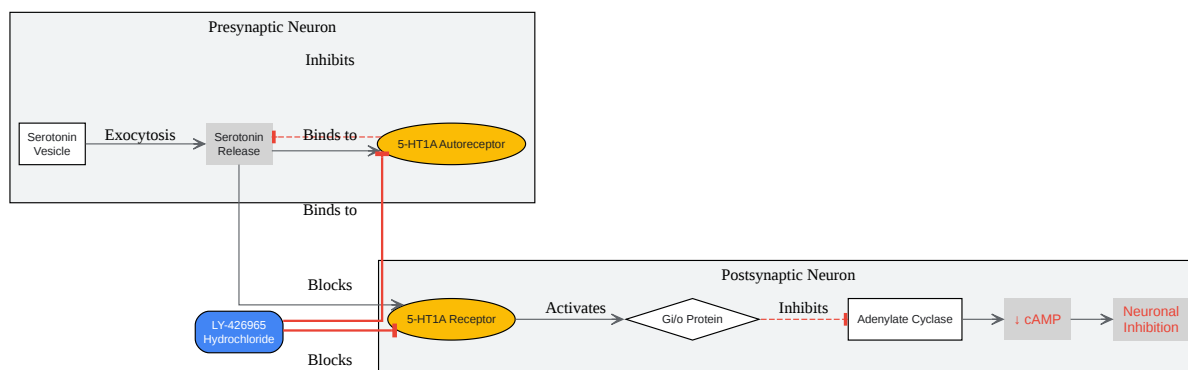 Presynaptic Neuron
Inhibits
Serotonin
Vesicle
Exocytosis
Serotonin
Release
Binds to
5-HT1A Autoreceptor
Binds to
Postsynaptic Neuron
Blocks
LY-426965
Hydrochloride
5-HT1A Receptor
Activates
Gi/o Protein
Inhibits
Adenylate Cyclase
↓ cAMP
Neuronal
Inhibition
Blocks